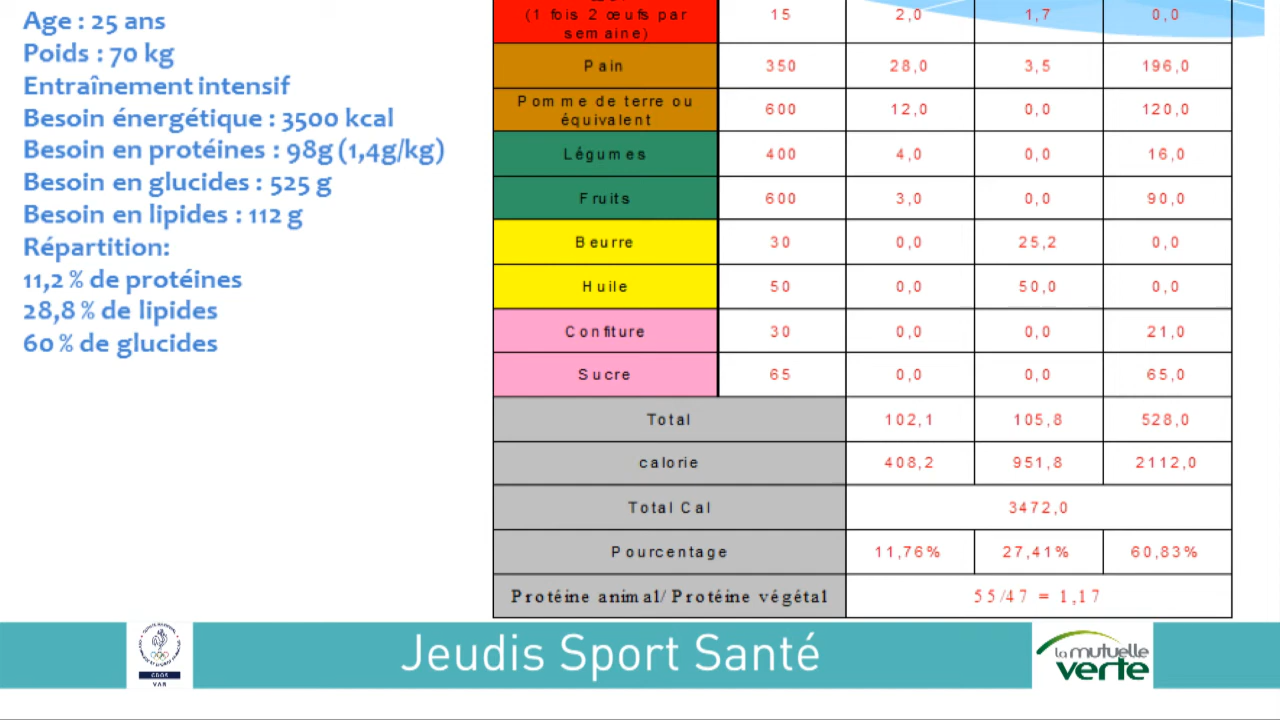 Age : 25 ans
Poids : 70 kg
Entraînement intensif
Besoin énergétique : 3500 kcal
Besoin en protéines : 98g (1,4g/kg)
Besoin en glucides : 525 g
Besoin en lipides : 112 g
Répartition:
11,2 % de protéines
28,8 % de lipides
60 % de glucides
(1 fois 2 œufs par semaine) 15 2,0 1,7 0,0
Pain 350 28,0 3,5 196,0
Pomme de terre ou équivalent 600 12,0 0,0 120,0
Légumes 400 4,0 0,0 16,0
Fruits 600 3,0 0,0 90,0
Beurre 30 0,0 25,2 0,0
Huile 50 0,0 50,0 0,0
Confiture 30 0,0 0,0 21,0
Sucre 65 0,0 0,0 65,0
Total 102,1 105,8 528,0
calorie 408,2 951,8 2112,0
Total Cal 3472,0
Pourcentage 11,76% 27,41% 60,83%
Protéine animal/ Protéine végétal 55/47 = 1,17
Jeudis Sport Santé
CDOS
VAR
la mutuelle
verte